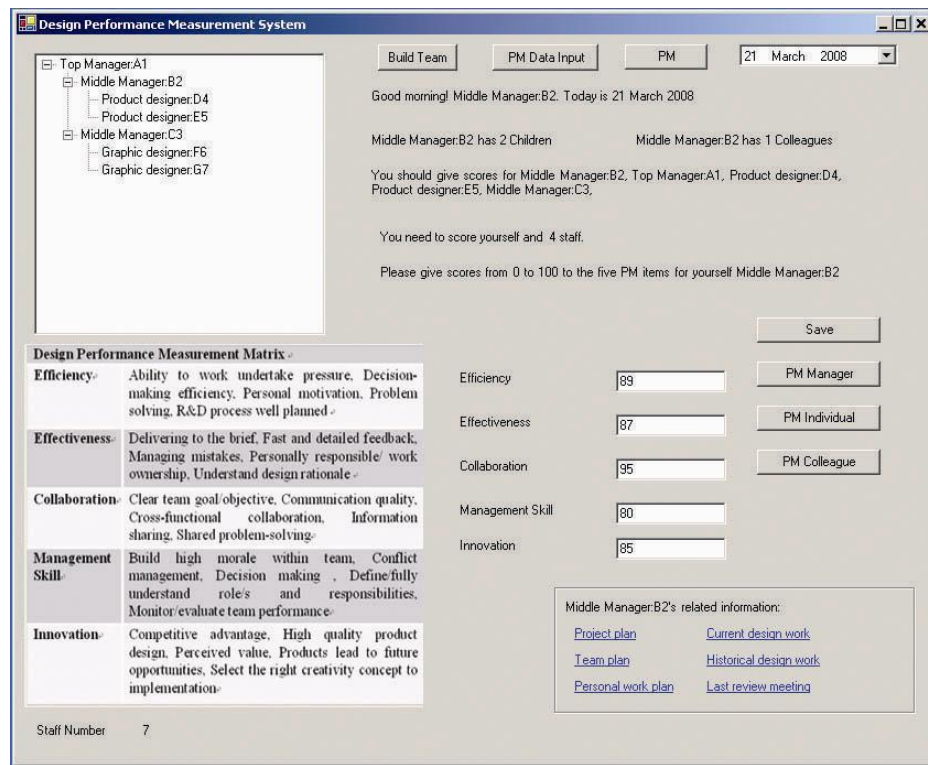 Design Performance Measurement System
Top Manager:A1
Middle Manager:B2
Product designer:D4
Product designer:E5
Middle Manager:C3
Graphic designer:F6
Graphic designer:G7
Build Team
PM Data Input
PM
21 March 2008
Good morning! Middle Manager:B2. Today is 21 March 2008
Middle Manager:B2 has 2 Children
Middle Manager:B2 has 1 Colleagues
You should give scores for Middle Manager:B2, Top Manager:A1, Product designer:D4,
Product designer:E5, Middle Manager:C3,
You need to score yourself and 4 staff.
Please give scores from 0 to 100 to the five PM items for yourself Middle Manager:B2
Design Performance Measurement Matrix
Efficiency
Ability to work undertake pressure, Decision-
making efficiency, Personal motivation, Problem
solving, R&D process well planned
Effectiveness
Delivering to the brief, Fast and detailed feedback,
Managing mistakes, Personally responsible/ work
ownership, Understand design rationale
Collaboration
Clear team goal/objective, Communication quality,
Cross-functional collaboration, Information
sharing, Shared problem-solving
Management
Skill
Build high morale within team, Conflict
management, Decision making , Define/fully
understand role/s and responsibilities,
Monitor/evaluate team performance
Innovation
Competitive advantage, High quality product
design, Perceived value, Products lead to future
opportunities, Select the right creativity concept to
implementation
Efficiency 89
Effectiveness 87
Collaboration 95
Management Skill 80
Innovation 85
Save
PM Manager
PM Individual
PM Colleague
Middle Manager:B2's related information:
Project plan Current design work
Team plan Historical design work
Personal work plan Last review meeting
Staff Number 7